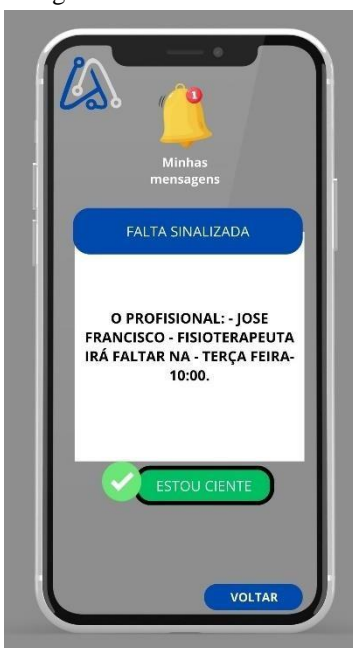 1
Minhas
mensagens
FALTA SINALIZADA
O PROFISIONAL: - JOSE
FRANCISCO - FISIOTERAPEUTA
IRÁ FALTAR NA - TERÇA FEIRA-
10:00.
ESTOU CIENTE
VOLTAR